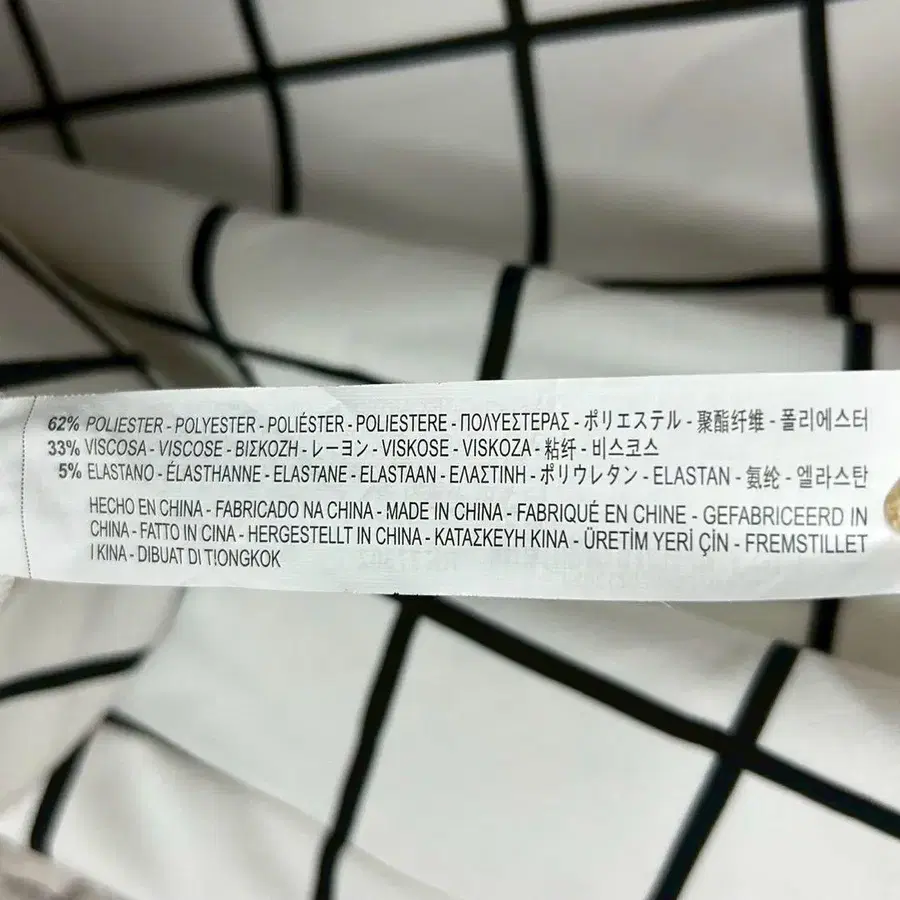 62% POLIESTER - POLYESTER - POLIÉSTER - POLIESTERE - ΠΟΛΥΕΣΤΕΡΑΣ - ポリエステル - 聚酯纤维 - 폴리에스터
33% VISCOSA - VISCOSE - ΒΙΣΚΟΖΗ - レーヨン - VISKOSE - VISKOZA - 粘纤 - 비스코스
5% ELASTANO - ÉLASTHANNE - ELASTANE - ELASTAAN - ΕΛΑΣΤΙΝΗ - ポリウレタン - ELASTAN - 氨纶 - 엘라스탄
HECHO EN CHINA - FABRICADO NA CHINA - MADE IN CHINA - FABRIQUÉ EN CHINE - GEFABRICEERD IN
CHINA - FATTO IN CINA - HERGESTELLT IN CHINA - ΚΑΤΑΣΚΕΥΗ ΚΙΝΑ - ÜRETİM YERİ ÇİN - FREMSTILLET
I KINA - DIBUAT DI T!ONGKOK